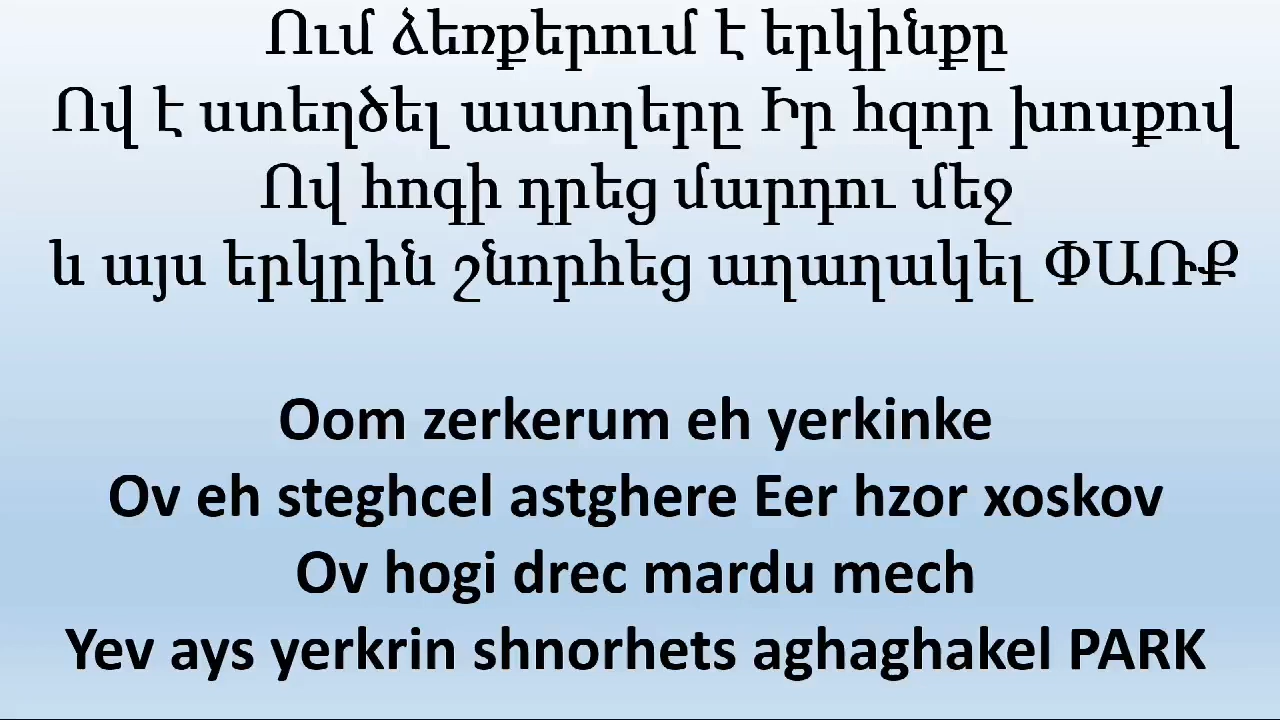 Ում ձեռքերում է երկինքը
Ով է ստեղծել աստղերը Իր հզոր խոսքով
Ով հոգի դրեց մարդու մեջ
և այս երկրին շնորհեց աղաղակել ՓԱՌՔ
Oom zerkerum eh yerkinke
Ov eh steghcel astghere Eer hzor xoskov
Ov hogi drec mardu mech
Yev ays yerkrin shnorhets aghaghakel PARK